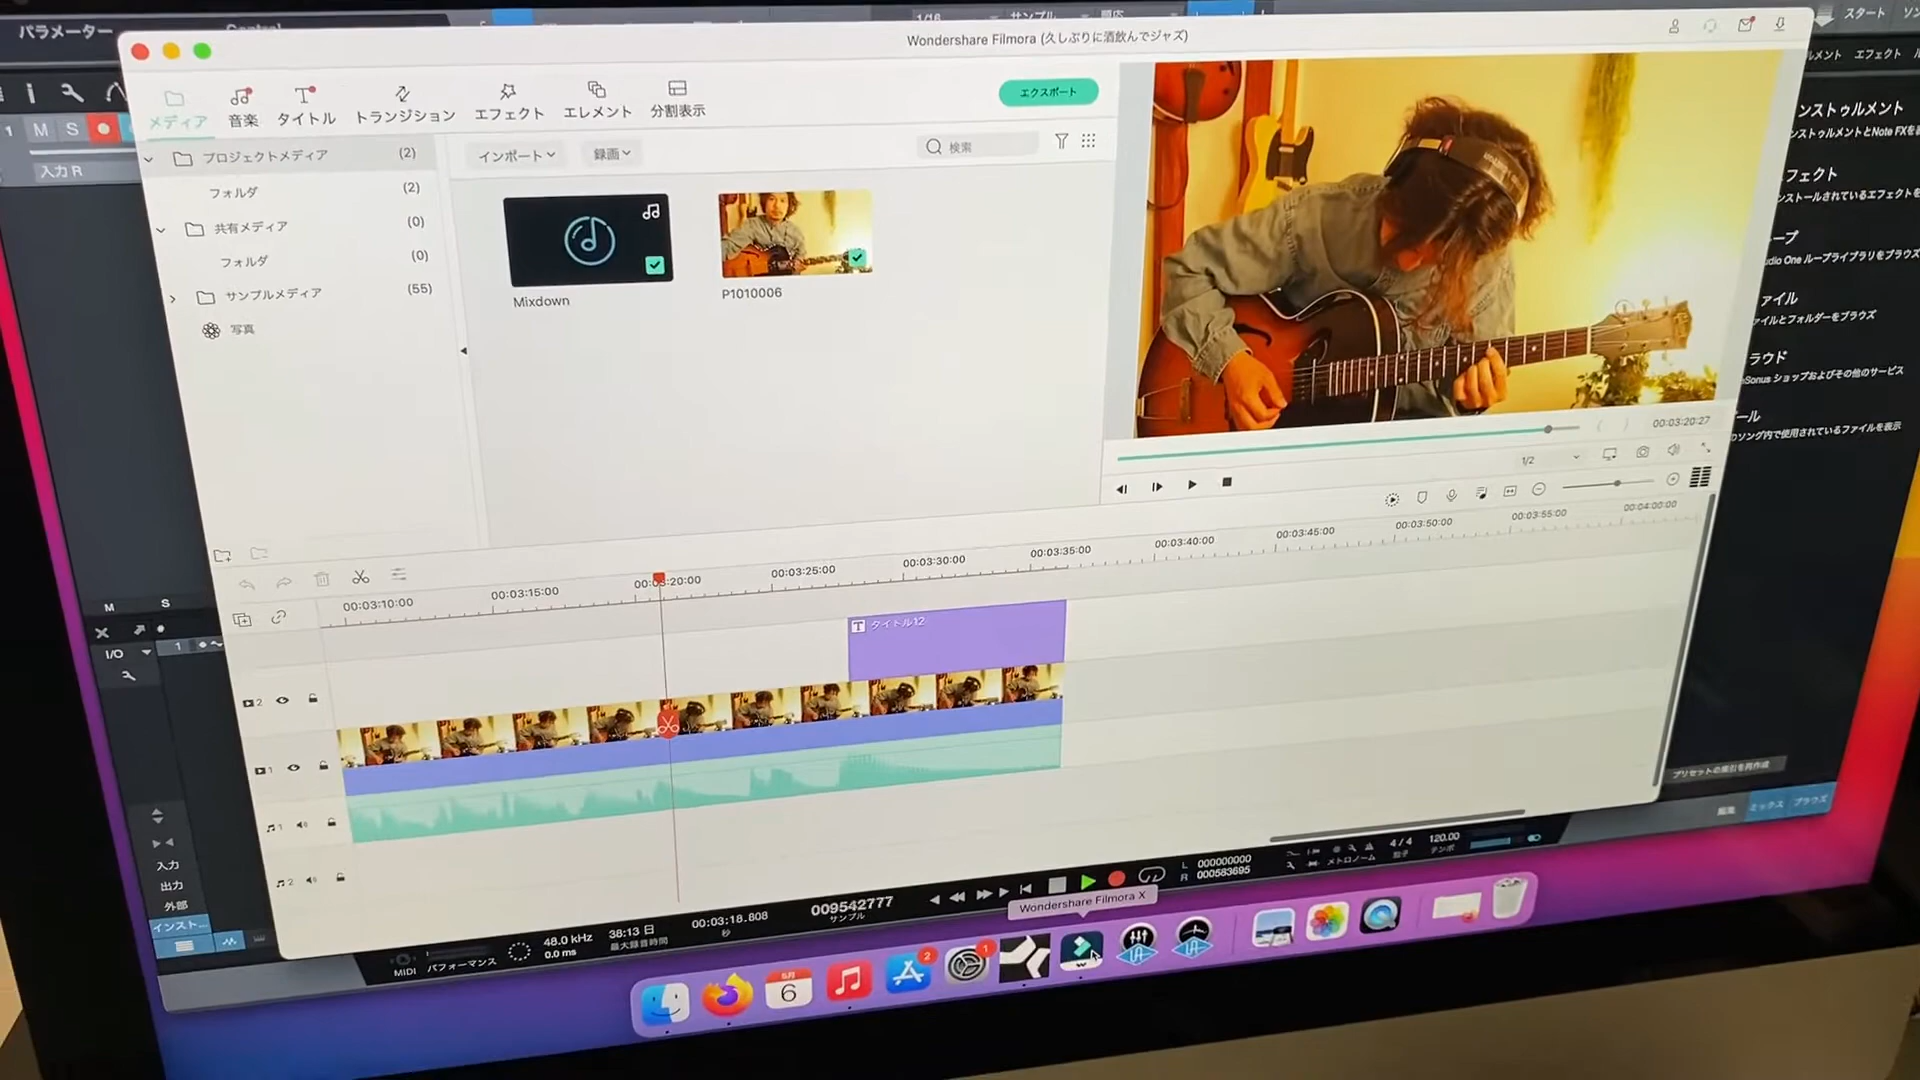 パラメーター
Control
1/16
サンプル
スタート
Wondershare Filmora (久しぶりに酒飲んでジャズ)
メディア
音楽
タイトル
トランジション
エフェクト
エレメント
分割表示
エクスポート
プロジェクトメディア
(2)
フォルダ
(2)
共有メディア
(0)
フォルダ
(0)
サンプルメディア
(55)
写真
インポート
録画
検索
Mixdown
P1010006
00:03:20:27
1/2
エフェクト
ンストゥルメント
ンストゥルメントとNote FXを
フェクト
ンストールされているエフェクトを
ープ
udio One ループライブラリをブラウズ
ァイル
ァイルとフォルダーをブラウズ
ラウド
eSonus ショップおよびその他のサービス
ール
のソング内で使用されているファイルを表示
1
M
S
入力 R
00:03:10:00
00:03:15:00
00:03:20:00
00:03:25:00
00:03:30:00
00:03:35:00
00:03:40:00
00:03:45:00
00:03:50:00
00:03:55:00
00:04:00:00
T タイトル12
2
1
1
2
M
S
I/O
1
入力
出力
外部
インスト...
プリセットの索引を再作成
編集
ミックス
ブラウズ
MIDI
パフォーマンス
48.0 kHz
0.0 ms
38:13 日
最大録音時間
00:03:18.808
秒
009542777
サンプル
L 000000000
R 000583695
メトロノーム
4 / 4
拍子
120.00
テンポ
Wondershare Filmora X
5月
6
2
1